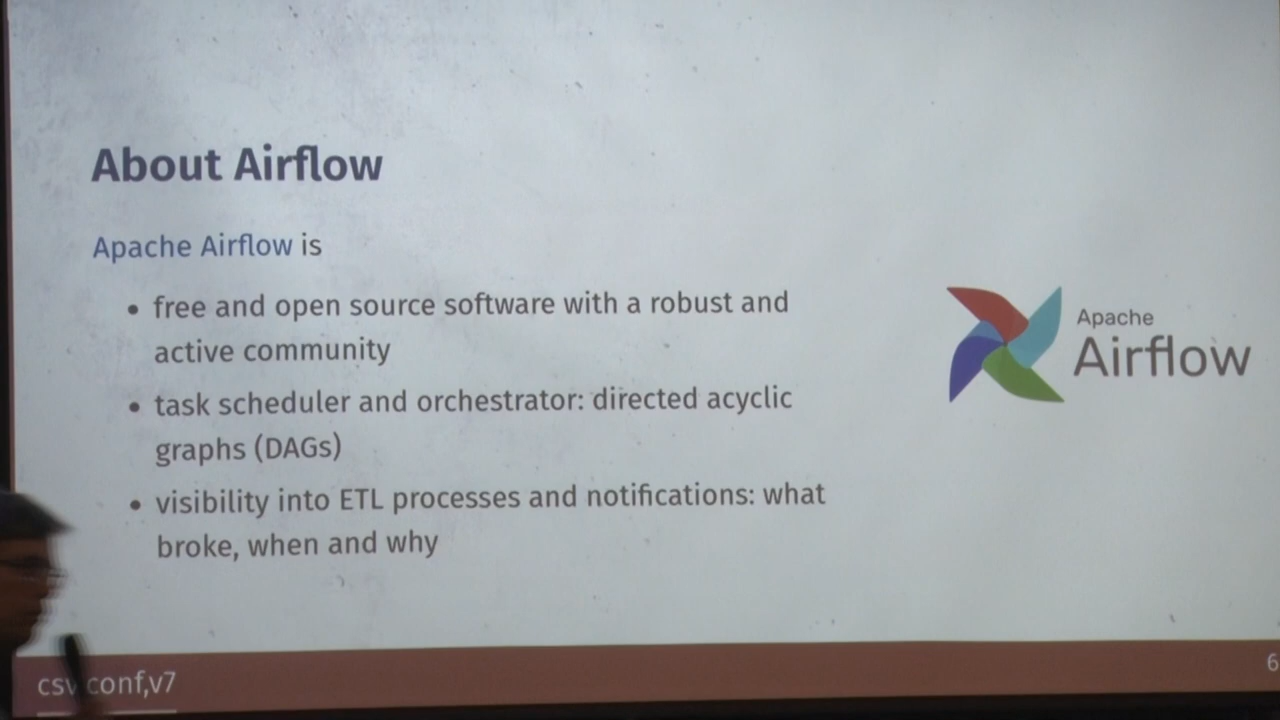 About Airflow
Apache Airflow is
• free and open source software with a robust and
active community
• task scheduler and orchestrator: directed acyclic
graphs (DAGs)
• visibility into ETL processes and notifications: what
broke, when and why
Apache
Airflow
csv,conf,v7
6